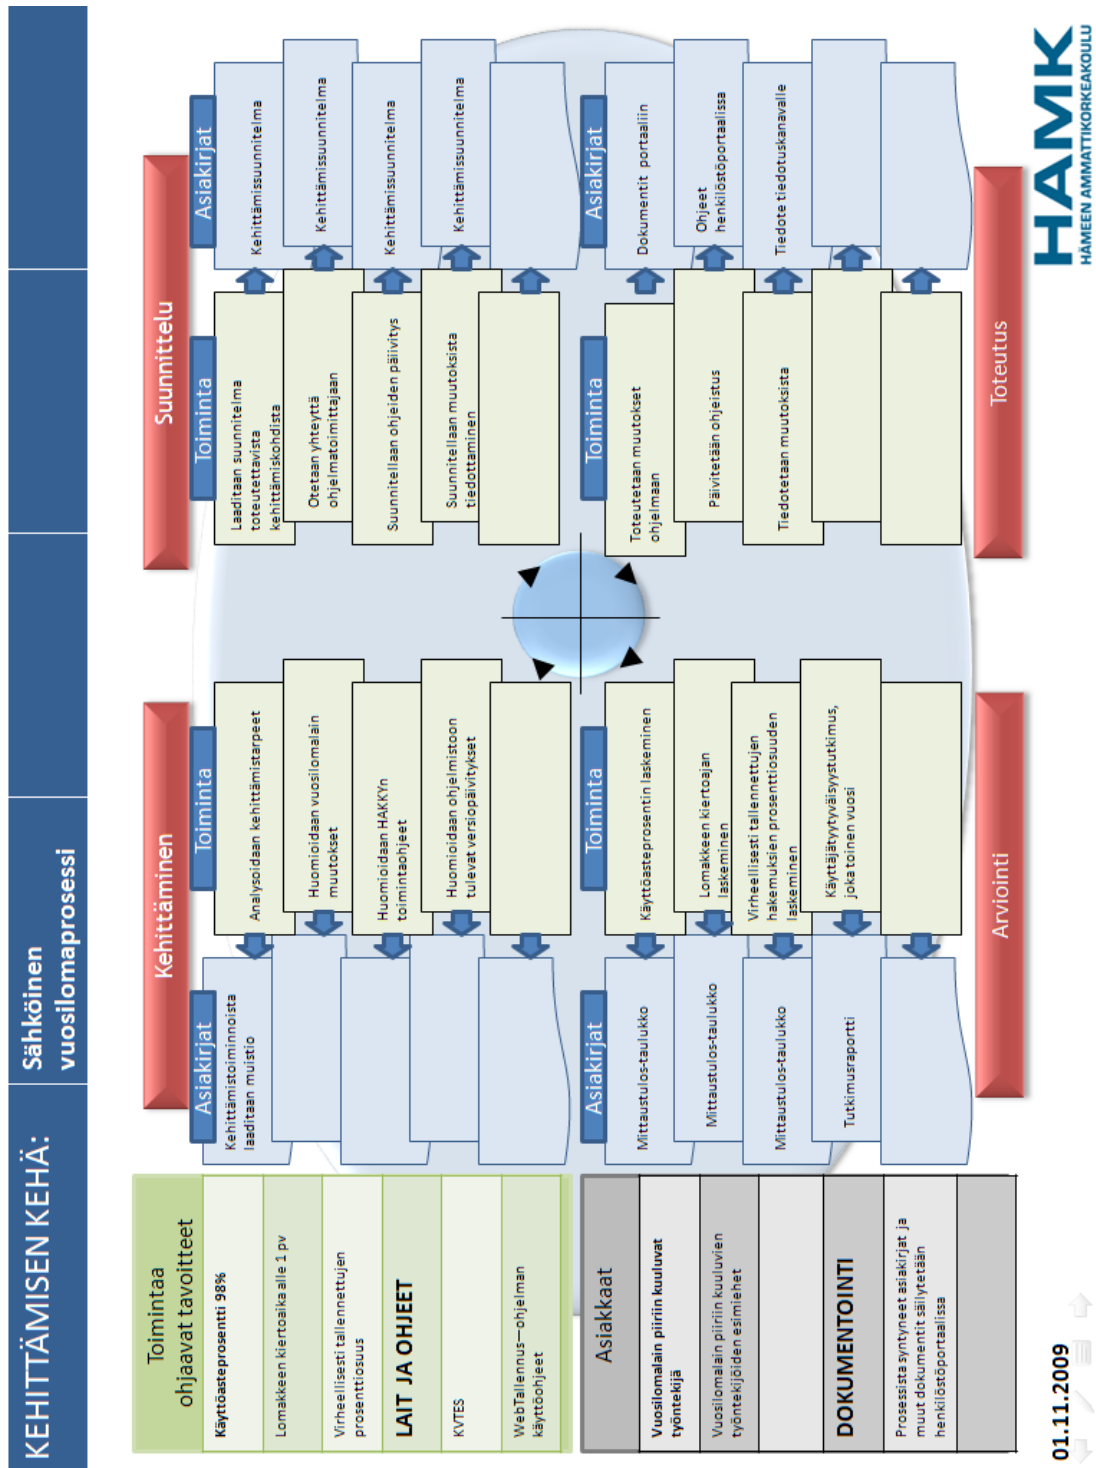 KEHITTÄMISEN KEHÄ:
Sähköinen
vuosilomaprosessi
Toimintaa
ohjaavat tavoitteet
Käyttöasteprosentti 98%
Lomakkeen kiertoaika alle 1 pv
Virheellisesti tallennettujen
prosenttiosuus
LAIT JA OHJEET
KVTES
WebTallennus—ohjelman
käyttöohjeet
Asiakkaat
Vuosilomalain piiriin kuuluvat
työntekijä
Vuosilomalain piiriin kuuluvien
työntekijöiden esimiehet
DOKUMENTOINTI
Prosessista syntyneet asiakirjat ja
muut dokumentit säilytetään
henkilöstöportaalissa
01.11.2009
Kehittäminen
Asiakirjat
Toiminta
Kehittämistoiminnoista
laaditaan muistio
Analysoidaan kehittämistarpeet
Huomioidaan vuosilomalain
muutokset
Huomioidaan HAKKYn
toimintaohjeet
Huomioidaan ohjelmistoon
tulevat versiopäivitykset
Suunnittelu
Toiminta
Asiakirjat
Laaditaan suunnitelma
toteutettavista
kehittämiskohdista
Kehittämissuunnitelma
Otetaan yhteyttä
ohjelmatoimittajaan
Kehittämissuunnitelma
Suunnitellaan ohjeiden päivitys
Kehittämissuunnitelma
Suunnitellaan muutoksista
tiedottaminen
Kehittämissuunnitelma
Asiakirjat
Toiminta
Mittaustulos-taulukko
Käyttöasteprosentin laskeminen
Mittaustulos-taulukko
Lomakkeen kiertoajan
laskeminen
Mittaustulos-taulukko
Virheellisesti tallennettujen
hakemuksien prosenttiosuuden
laskeminen
Tutkimusraportti
Käyttäjätyytyväisyystutkimus,
joka toinen vuosi
Arviointi
Toiminta
Asiakirjat
Toteutetaan muutokset
ohjelmaan
Dokumentit portaaliin
Päivitetään ohjeistus
Ohjeet
henkilöstöportaalissa
Tiedotetaan muutoksista
Tiedote tiedotuskanavalle
Toteutus
HAMK
HÄMEEN AMMATTIKORKEAKOULU